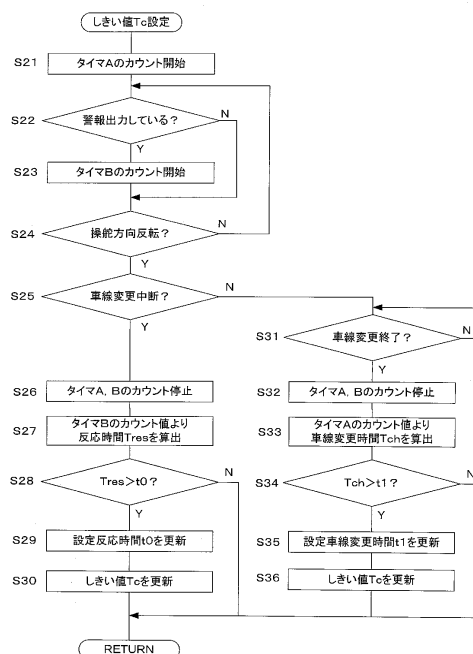 しきい値Tc設定
S21
タイマAのカウント開始
S22
警報出力している？
N
Y
S23
タイマBのカウント開始
S24
操舵方向反転？
N
Y
S25
車線変更中断？
N
Y
S26
タイマA, Bのカウント停止
S27
タイマBのカウント値より
反応時間Tresを算出
S28
Tres>t0？
N
Y
S29
設定反応時間t0を更新
S30
しきい値Tcを更新
S31
車線変更終了？
N
Y
S32
タイマA, Bのカウント停止
S33
タイマAのカウント値より
車線変更時間Tchを算出
S34
Tch>t1？
N
Y
S35
設定車線変更時間t1を更新
S36
しきい値Tcを更新
RETURN